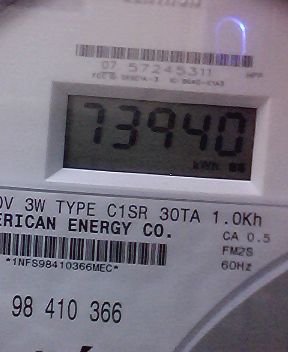 07 57245311
73940
kWh
0V 3W TYPE C1SR 30TA 1.0Kh
ERICAN ENERGY CO.
CA 0.5
FM2S
60Hz
*1NFS98410366MEC*
98 410 366